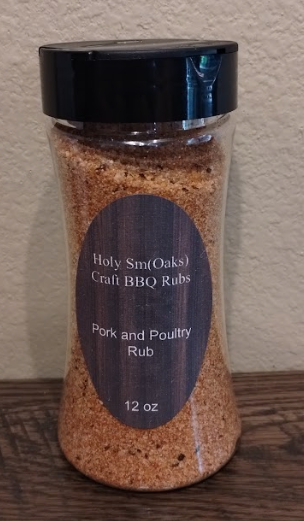 Holy Sm(Oaks)
Craft BBQ Rubs
Pork and Poultry
Rub
12 oz